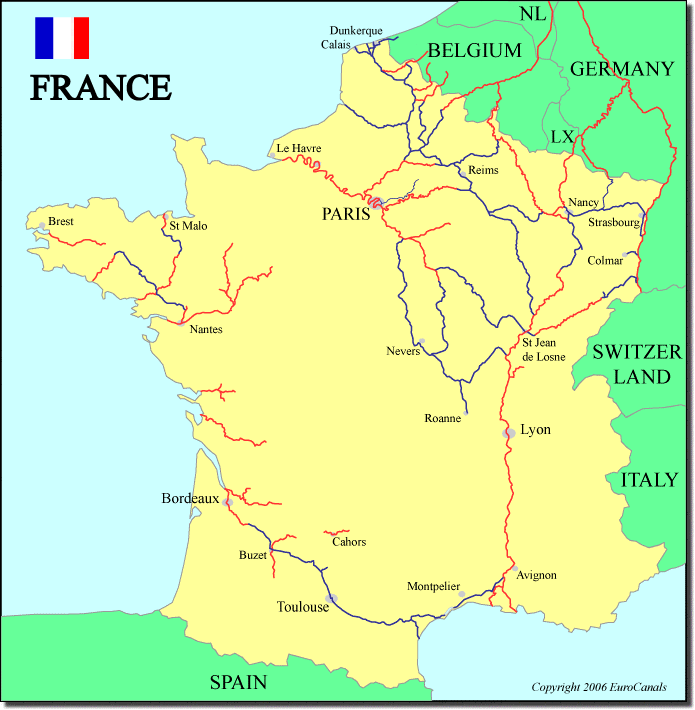 NL
Dunkerque
Calais
BELGIUM
GERMANY
FRANCE
LX
Le Havre
Reims
PARIS
Nancy
Brest
St Malo
Strasbourg
Colmar
Nantes
St Jean
de Losne
Nevers
SWITZER
LAND
Roanne
Lyon
ITALY
Bordeaux
Cahors
Buzet
Avignon
Montpelier
Toulouse
SPAIN
Copyright 2006 EuroCanals